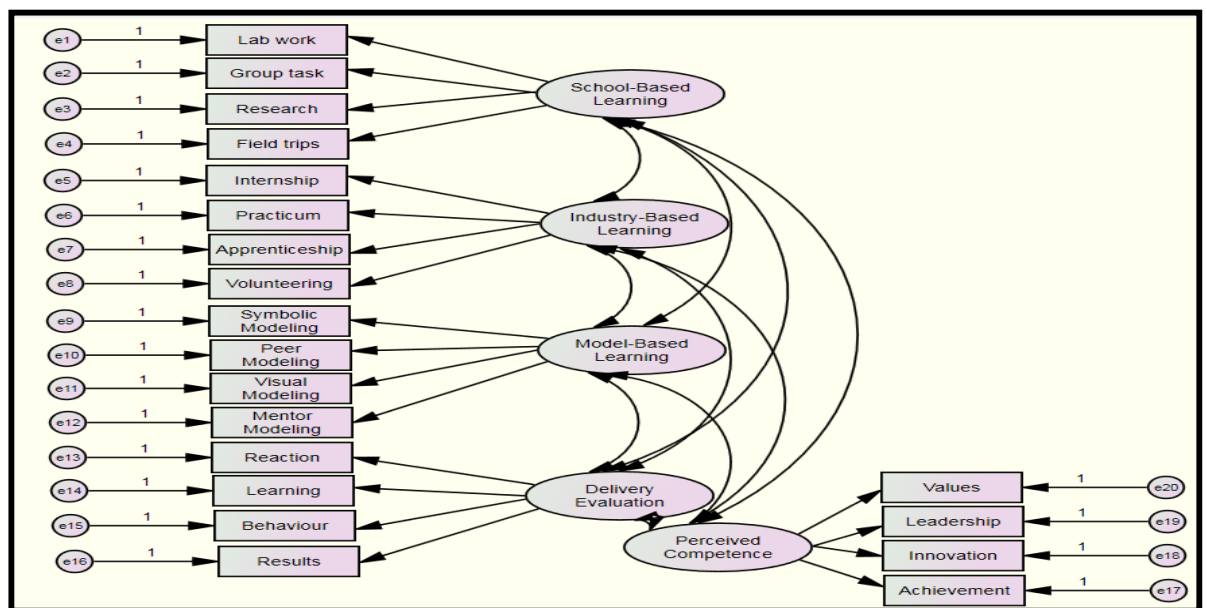 e1
1
Lab work
e2
1
Group task
e3
1
Research
e4
1
Field trips
e5
1
Internship
e6
1
Practicum
e7
1
Apprenticeship
e8
1
Volunteering
e9
1
Symbolic
Modeling
e10
1
Peer
Modeling
e11
1
Visual
Modeling
e12
1
Mentor
Modeling
e13
1
Reaction
e14
1
Learning
e15
1
Behaviour
e16
1
Results
School-Based
Learning
Industry-Based
Learning
Model-Based
Learning
Delivery
Evaluation
Perceived
Competence
Values
1
e20
Leadership
1
e19
Innovation
1
e18
Achievement
1
e17